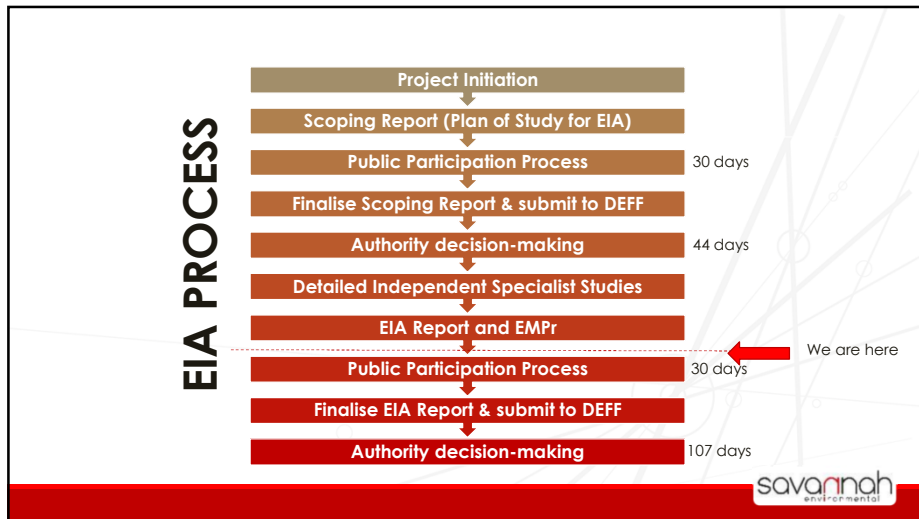 EIA PROCESS
Project Initiation
Scoping Report (Plan of Study for EIA)
Public Participation Process
30 days
Finalise Scoping Report & submit to DEFF
Authority decision-making
44 days
Detailed Independent Specialist Studies
EIA Report and EMPr
We are here
Public Participation Process
30 days
Finalise EIA Report & submit to DEFF
Authority decision-making
107 days
savannah
environmental